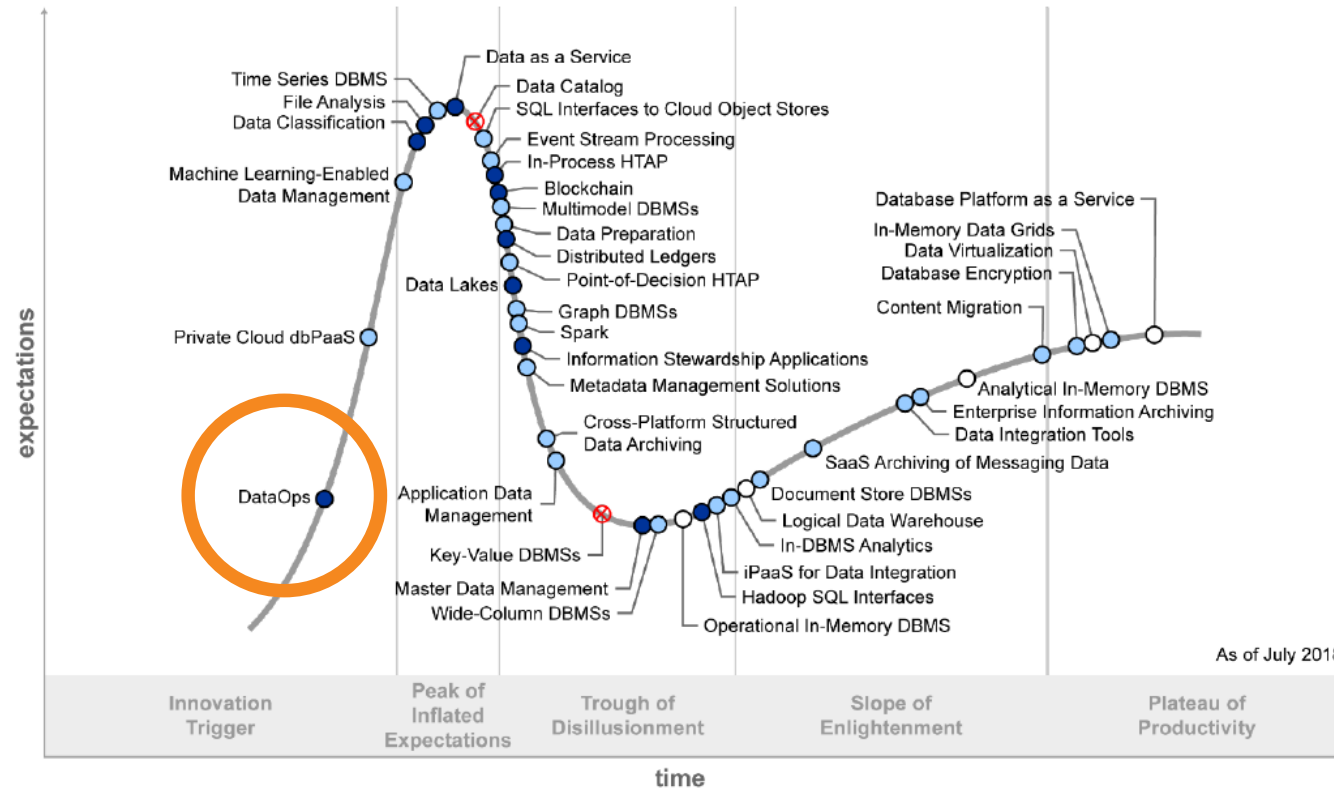 Data as a Service
Time Series DBMS
Data Catalog
File Analysis
SQL Interfaces to Cloud Object Stores
Data Classification
Event Stream Processing
In-Process HTAP
Machine Learning-Enabled
Data Management
Blockchain
Multimodel DBMSs
Data Preparation
Distributed Ledgers
Point-of-Decision HTAP
Data Lakes
Graph DBMSs
Spark
Private Cloud dbPaaS
Information Stewardship Applications
Metadata Management Solutions
Cross-Platform Structured
Data Archiving
DataOps
Application Data
Management
Key-Value DBMSs
Master Data Management
Wide-Column DBMSs
Operational In-Memory DBMS
Hadoop SQL Interfaces
iPaaS for Data Integration
In-DBMS Analytics
Logical Data Warehouse
Document Store DBMSs
SaaS Archiving of Messaging Data
Data Integration Tools
Enterprise Information Archiving
Analytical In-Memory DBMS
Content Migration
Database Encryption
Data Virtualization
In-Memory Data Grids
Database Platform as a Service
expectations
As of July 2018
Innovation
Trigger
Peak of
Inflated
Expectations
Trough of
Disillusionment
Slope of
Enlightenment
Plateau of
Productivity
time